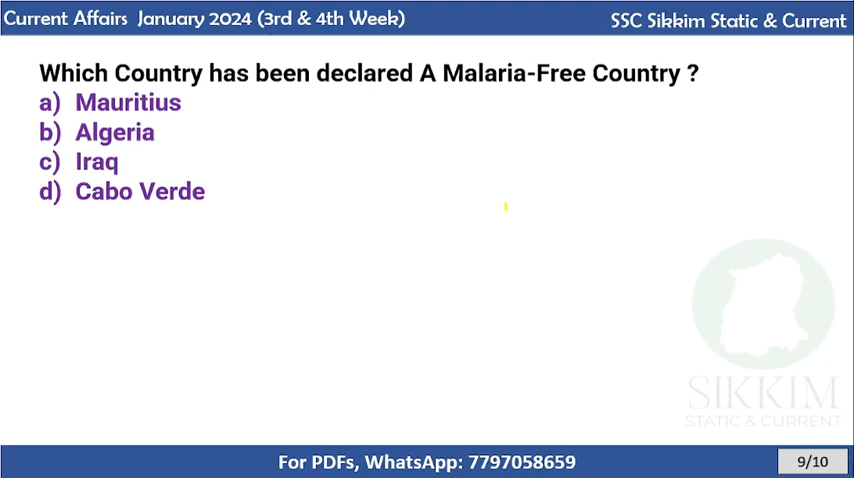 Current Affairs January 2024 (3rd & 4th Week)
SSC Sikkim Static & Current
Which Country has been declared A Malaria-Free Country ?
a) Mauritius
b) Algeria
c) Iraq
d) Cabo Verde
SIKKIM
STATIC & CURRENT
For PDFs, WhatsApp: 7797058659
9/10